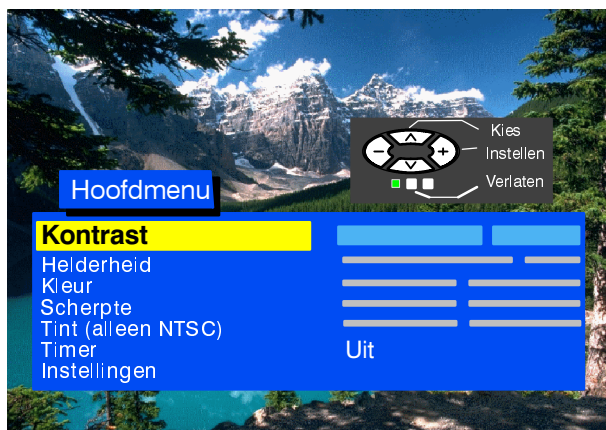 Kies
Instellen
Verlaten
Hoofdmenu
Kontrast
Helderheid
Kleur
Scherpte
Tint (alleen NTSC)
Timer Uit
Instellingen